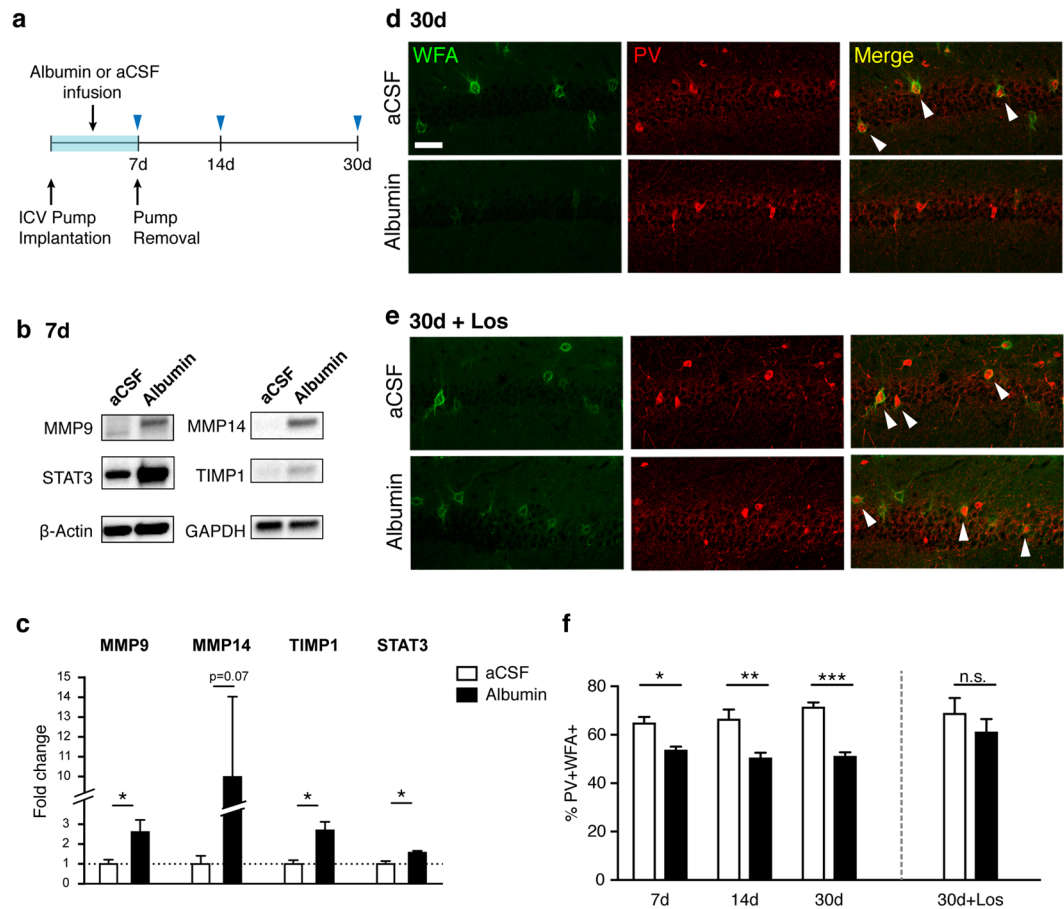 a
Albumin or aCSF
infusion
7d
14d
30d
ICV Pump
Implantation
Pump
Removal
b 7d
aCSF
Albumin
aCSF
Albumin
MMP9
MMP14
STAT3
TIMP1
β-Actin
GAPDH
c
MMP9
MMP14
TIMP1
STAT3
aCSF
Albumin
Fold change
15
14
13
12
11
10
3
2
1
0
*
p=0.07
*
*
d 30d
WFA
PV
Merge
aCSF
Albumin
e 30d + Los
aCSF
Albumin
f
% PV+WFA+
80
60
40
20
0
*
**
***
n.s.
7d
14d
30d
30d+Los